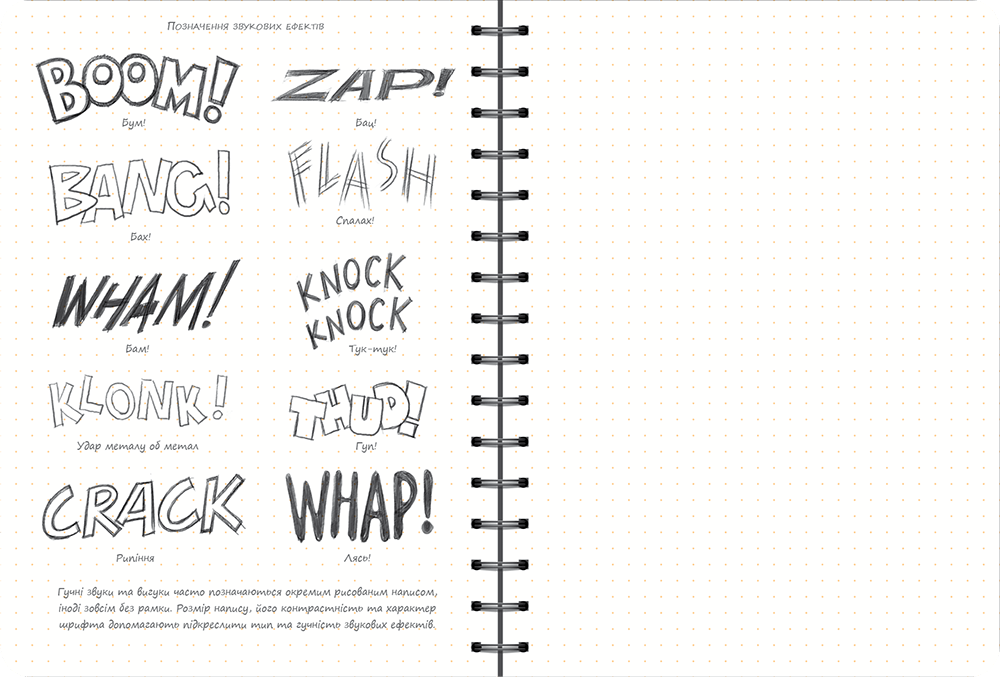 Позначення звукових ефектів
BOOM!
Бум!
ZAP!
Бац!
BANG!
Бах!
FLASH
Спалах!
WHAM!
Бам!
KNOCK
KNOCK
Тук-тук!
KLONK!
Удар металу об метал
THUD!
Гуп!
CRACK
Рипіння
WHAP!
Лясь!
Гучні звуки та вигуки часто позначаються окремим рисованим написом,
іноді зовсім без рамки. Розмір напису, його контрастність та характер
шрифта допомагають підкреслити тип та гучність звукових ефектів.